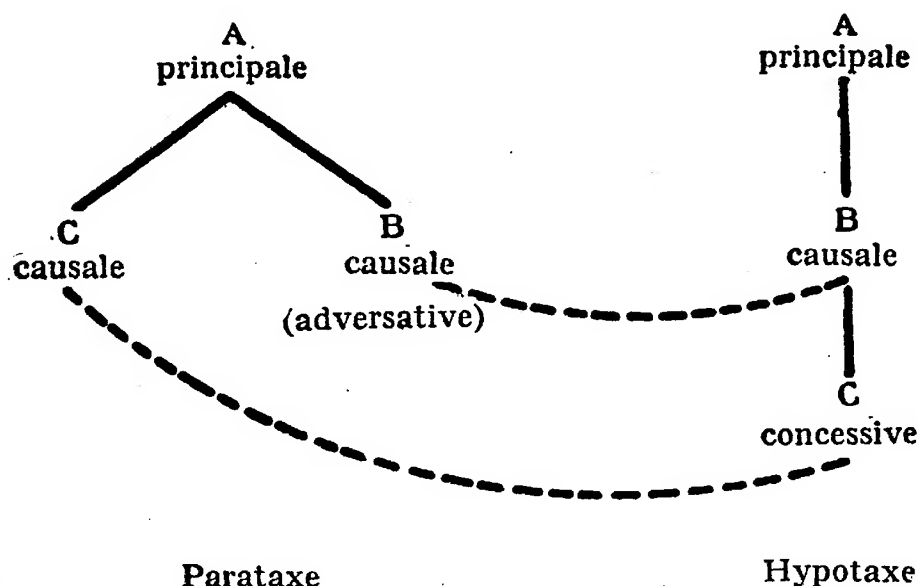 A
principale
C
causale
B
causale
(adversative)
Parataxe
A
principale
B
causale
C
concessive
Hypotaxe